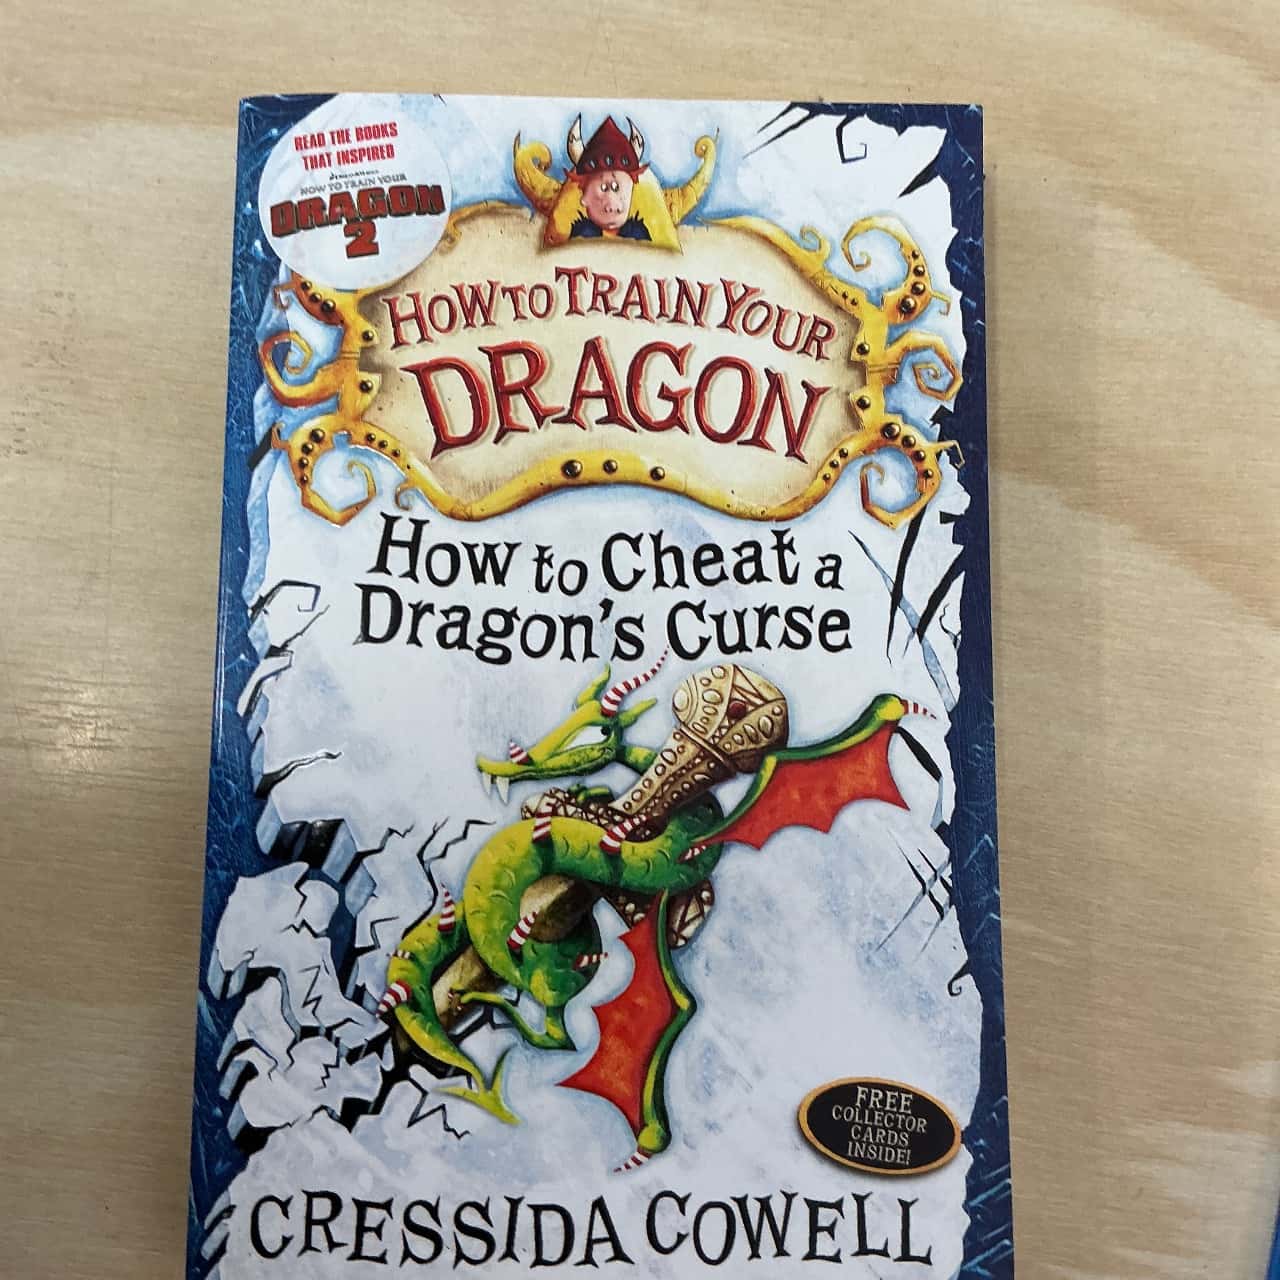 READ THE BOOKS
THAT INSPIRED
DREAMWORKS
HOW TO TRAIN YOUR
DRAGON
2
HOW TO TRAIN YOUR
DRAGON
How to Cheat a
Dragon's Curse
FREE
COLLECTOR
CARDS
INSIDE!
CRESSIDA COWELL